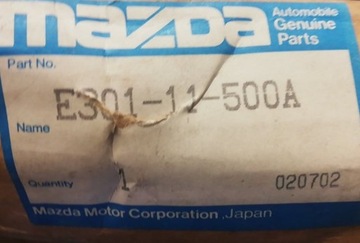 mazda
Automobile
Genuine
Parts
Part No.
E301-11-500A
Name
Quantity 1 020702
Mazda Motor Corporation, Japan